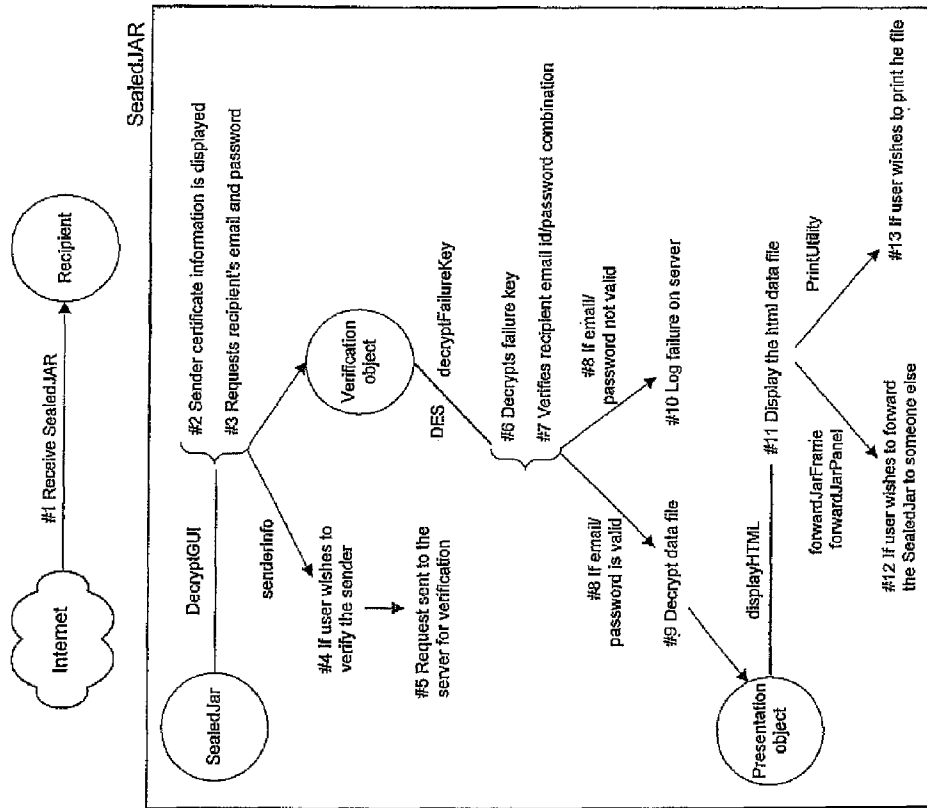 Internet
#1 Receive SealedJAR
Recipient
SealedJAR
SealedJar
DecryptGUI
#2 Sender certificate information is displayed
#3 Requests recipient's email and password
senderInfo
#4 If user wishes to
verify the sender
#5 Request sent to the
server for verification
Verification
object
DES
decryptFailureKey
#6 Decrypts failure key
#7 Verifies recipient email id/password combination
#8 If email/
password is valid
#8 If email/
password not valid
#9 Decrypt data file
#10 Log failure on server
Presentation
object
displayHTML
#11 Display the html data file
forwardJarFrame
forwardJarPanel
PrintUtility
#12 If user wishes to forward
the SealedJar to someone else
#13 If user wishes to print he file